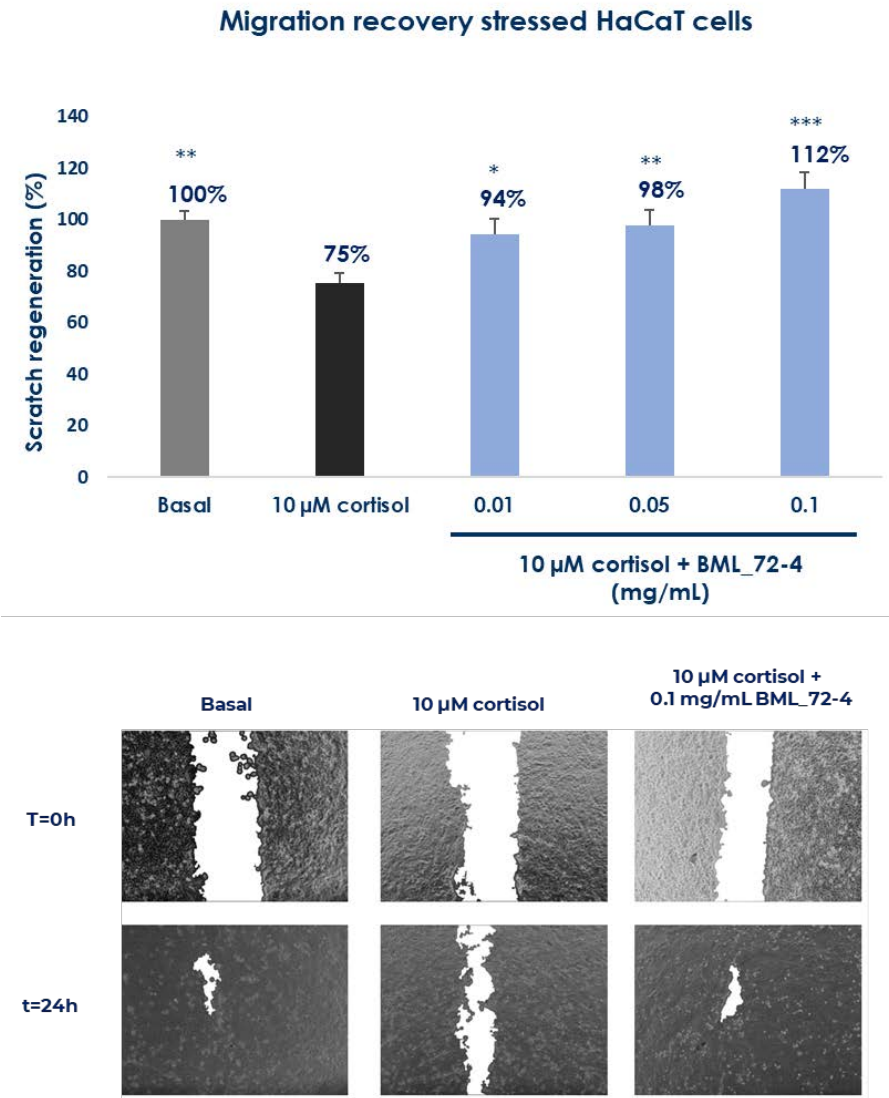 Migration recovery stressed HaCaT cells
Scratch regeneration (%)
140
120
100
80
60
40
20
0
**
100%
75%
*
94%
**
98%
***
112%
Basal
10 µM cortisol
0.01
0.05
0.1
10 µM cortisol + BML_72-4
(mg/mL)
Basal
10 µM cortisol
10 µM cortisol +
0.1 mg/mL BML_72-4
T=0h
t=24h